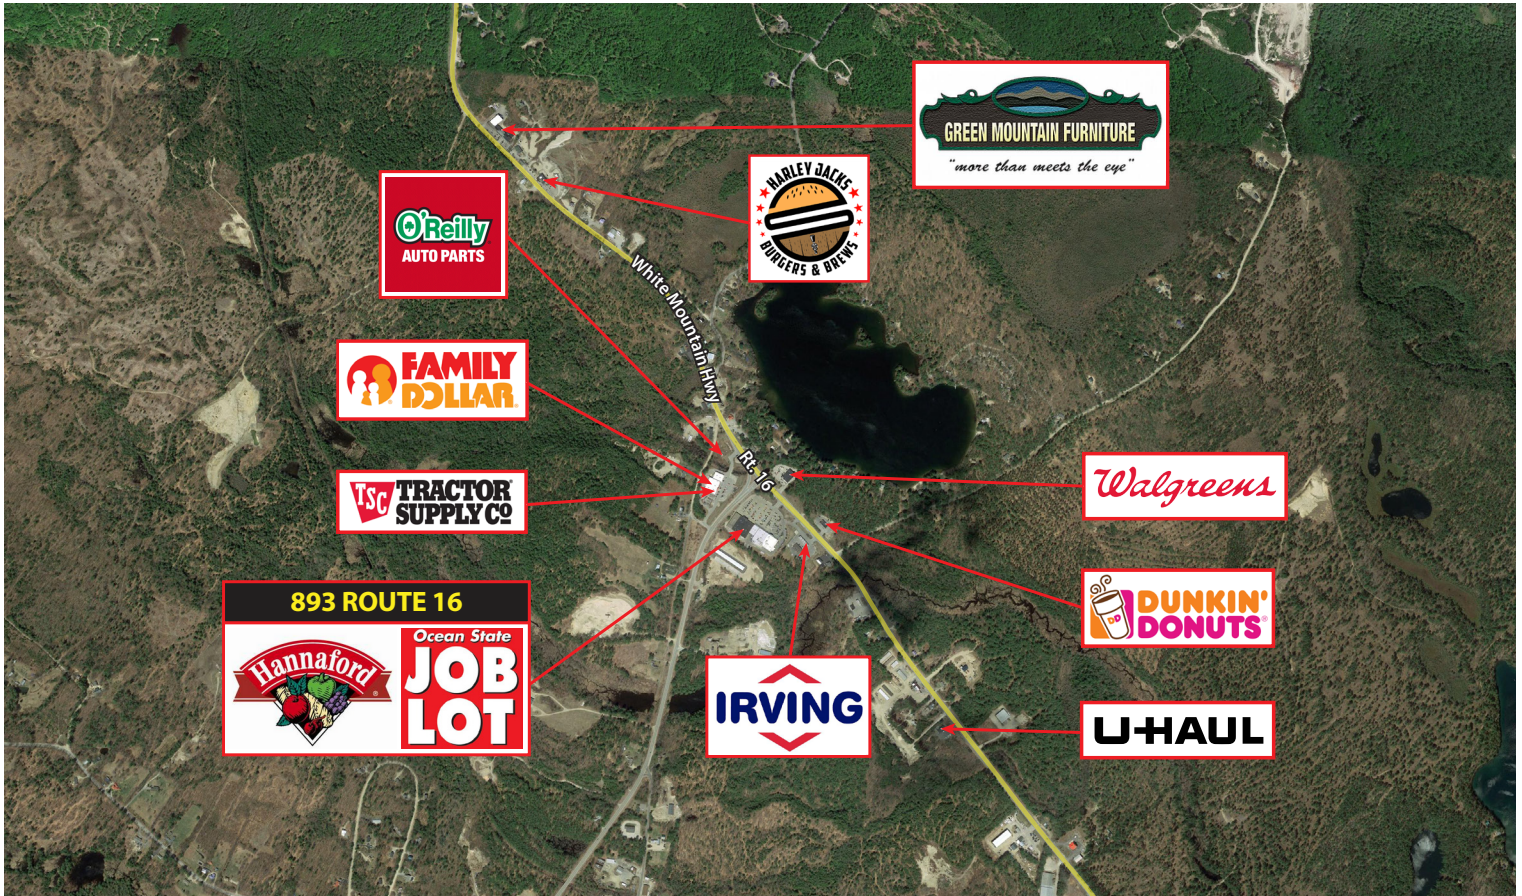 GREEN MOUNTAIN FURNITURE
"more than meets the eye"
HARLEY JACKS
BURGERS & BREWS
O'Reilly
AUTO PARTS
White Mountain Hwy
FAMILY
DOLLAR
Rt. 16
TSC
TRACTOR
SUPPLY CO
Walgreens
893 ROUTE 16
Hannaford
Ocean State
JOB
LOT
IRVING
DD
DUNKIN'
DONUTS
U-HAUL